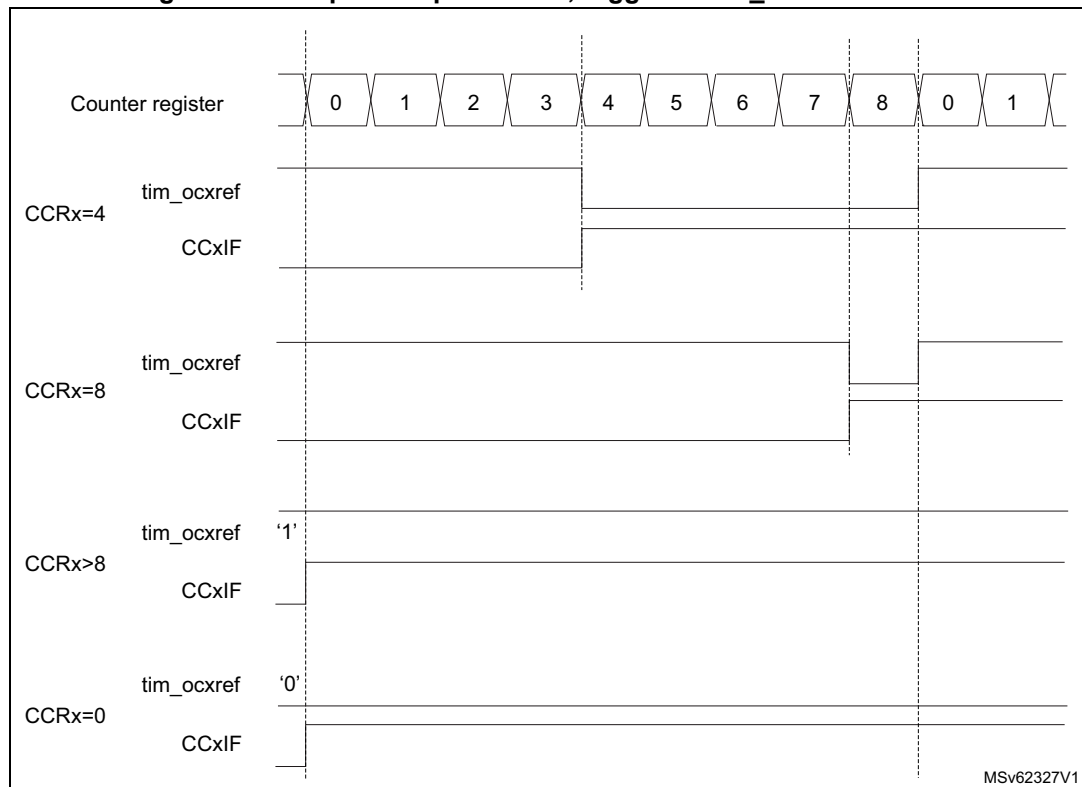 Counter register 0 1 2 3 4 5 6 7 8 0 1
tim_ocxref
CCRx=4
CCxIF
tim_ocxref
CCRx=8
CCxIF
tim_ocxref '1'
CCRx>8
CCxIF
tim_ocxref '0'
CCRx=0
CCxIF
MSv62327V1